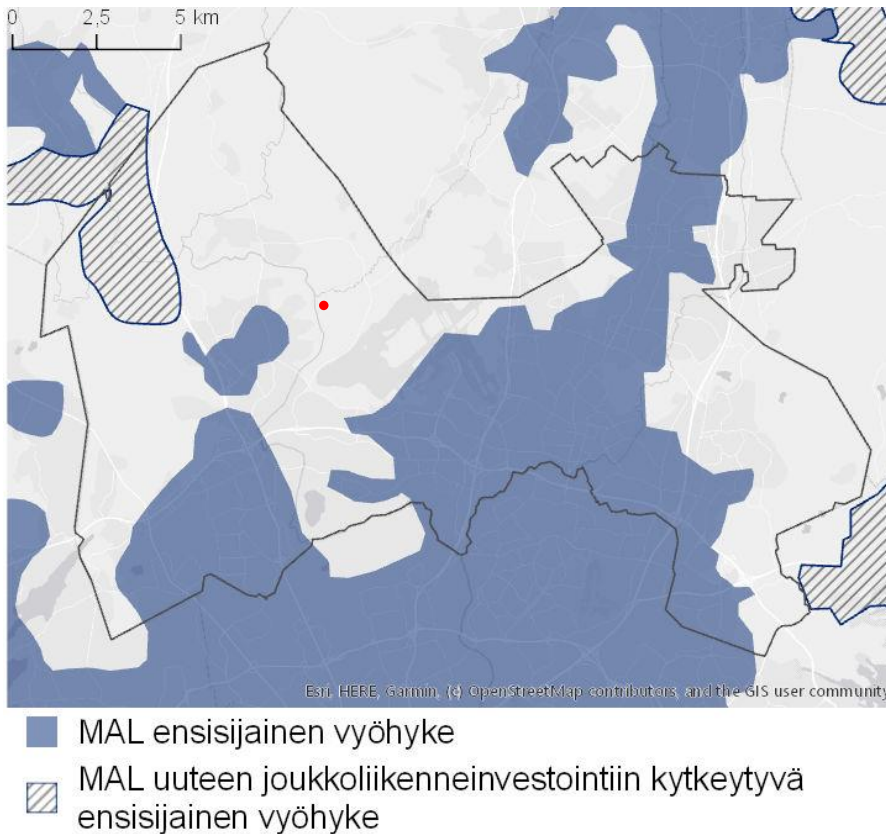 0 2,5 5 km
Esri, HERE, Garmin, (c) OpenStreetMap contributors, and the GIS user community
MAL ensisijainen vyöhyke
MAL uuteen joukkoliikenneinvestointiin kytkeytyvä
ensisijainen vyöhyke